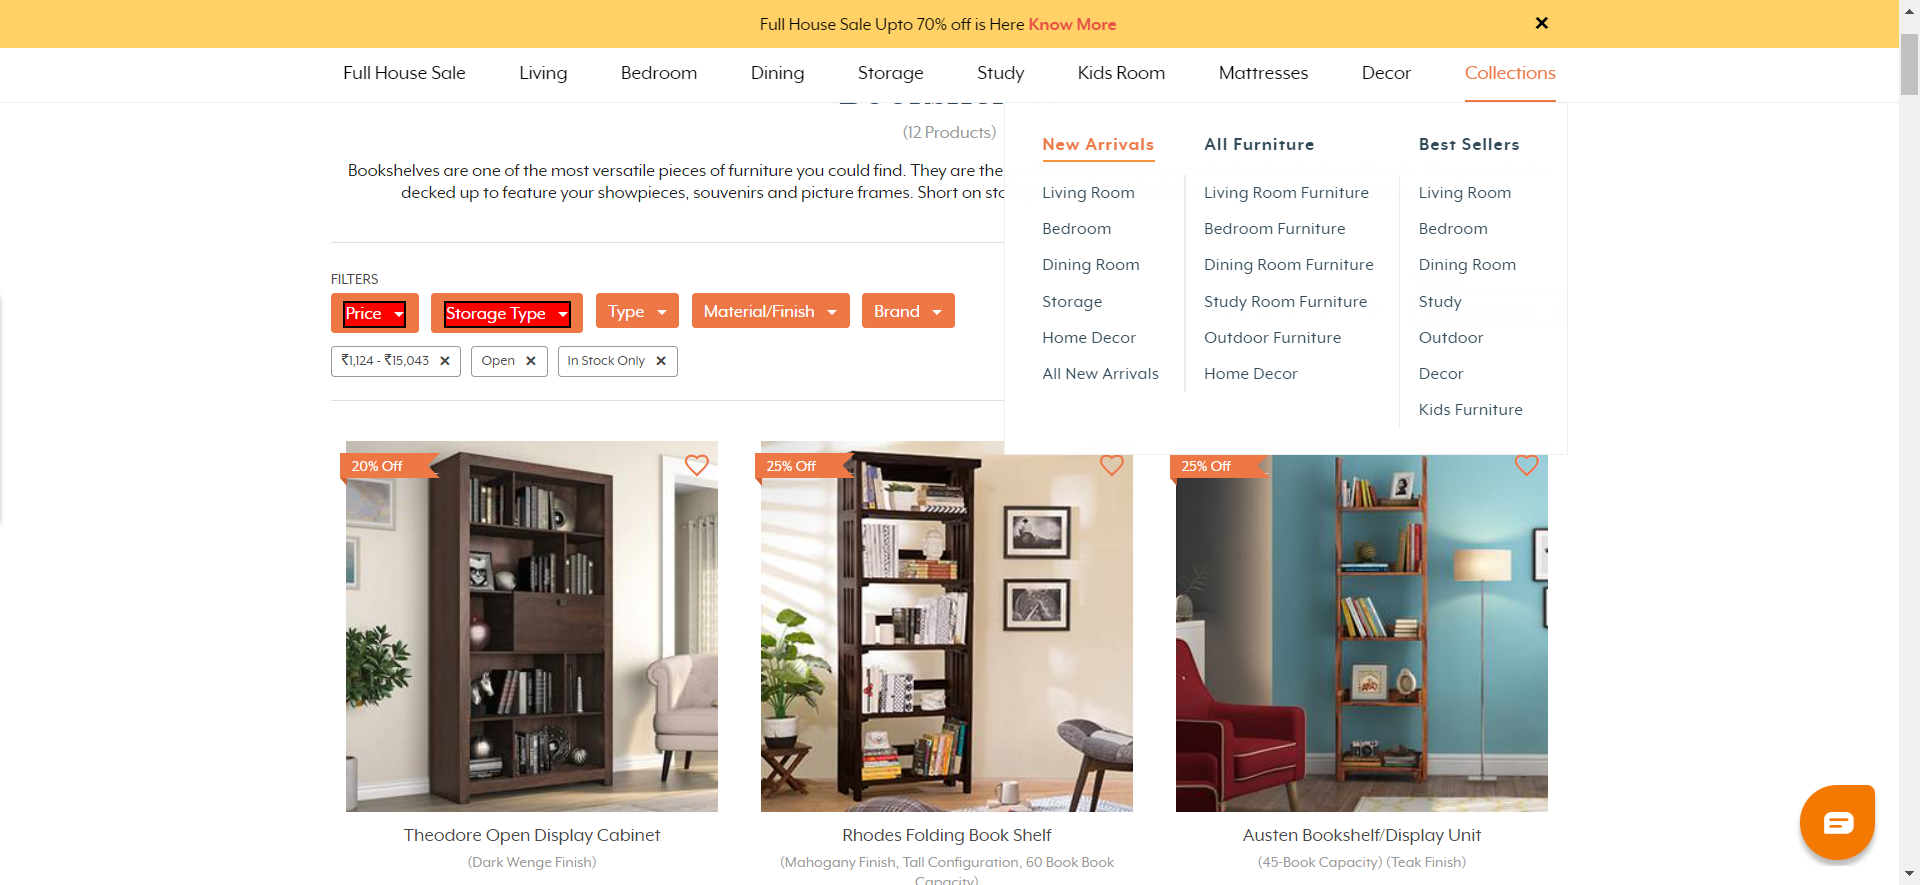 Full House Sale Upto 70% off is Here Know More
Full House Sale Living Bedroom Dining Storage Study Kids Room Mattresses Decor Collections
(12 Products)
Bookshelves are one of the most versatile pieces of furniture you could find. They are the
decked up to feature your showpieces, souvenirs and picture frames. Short on
New Arrivals
Living Room
Bedroom
Dining Room
Storage
Home Decor
All New Arrivals
All Furniture
Living Room Furniture
Bedroom Furniture
Dining Room Furniture
Study Room Furniture
Outdoor Furniture
Home Decor
Best Sellers
Living Room
Bedroom
Dining Room
Study
Outdoor
Decor
Kids Furniture
FILTERS
Price Storage Type Type Material/Finish Brand
₹1,124 - ₹15,043 Open In Stock Only
20% Off
25% Off
25% Off
Theodore Open Display Cabinet
(Dark Wenge Finish)
Rhodes Folding Book Shelf
(Mahogany Finish, Tall Configuration, 60 Book Book
Capacity)
Austen Bookshelf/Display Unit
(45-Book Capacity) (Teak Finish)